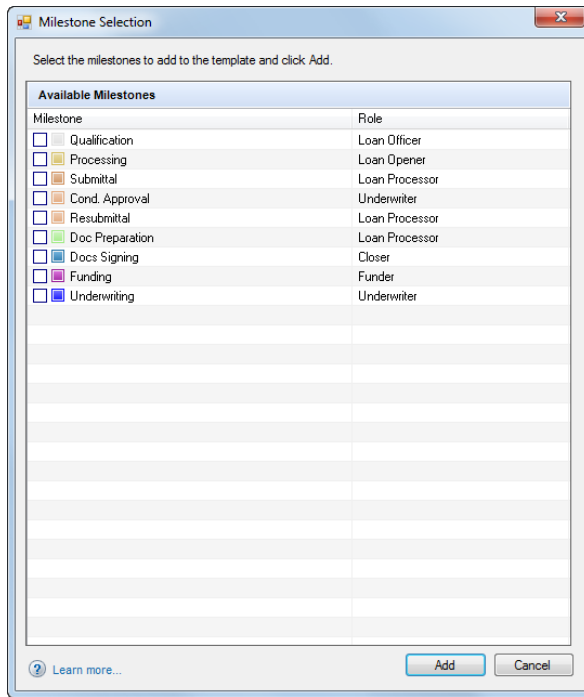 Milestone Selection
Select the milestones to add to the template and click Add.
Available Milestones
Milestone Role
Qualification Loan Officer
Processing Loan Opener
Submittal Loan Processor
Cond. Approval Underwriter
Resubmittal Loan Processor
Doc Preparation Loan Processor
Docs Signing Closer
Funding Funder
Underwriting Underwriter
? Learn more... Add Cancel